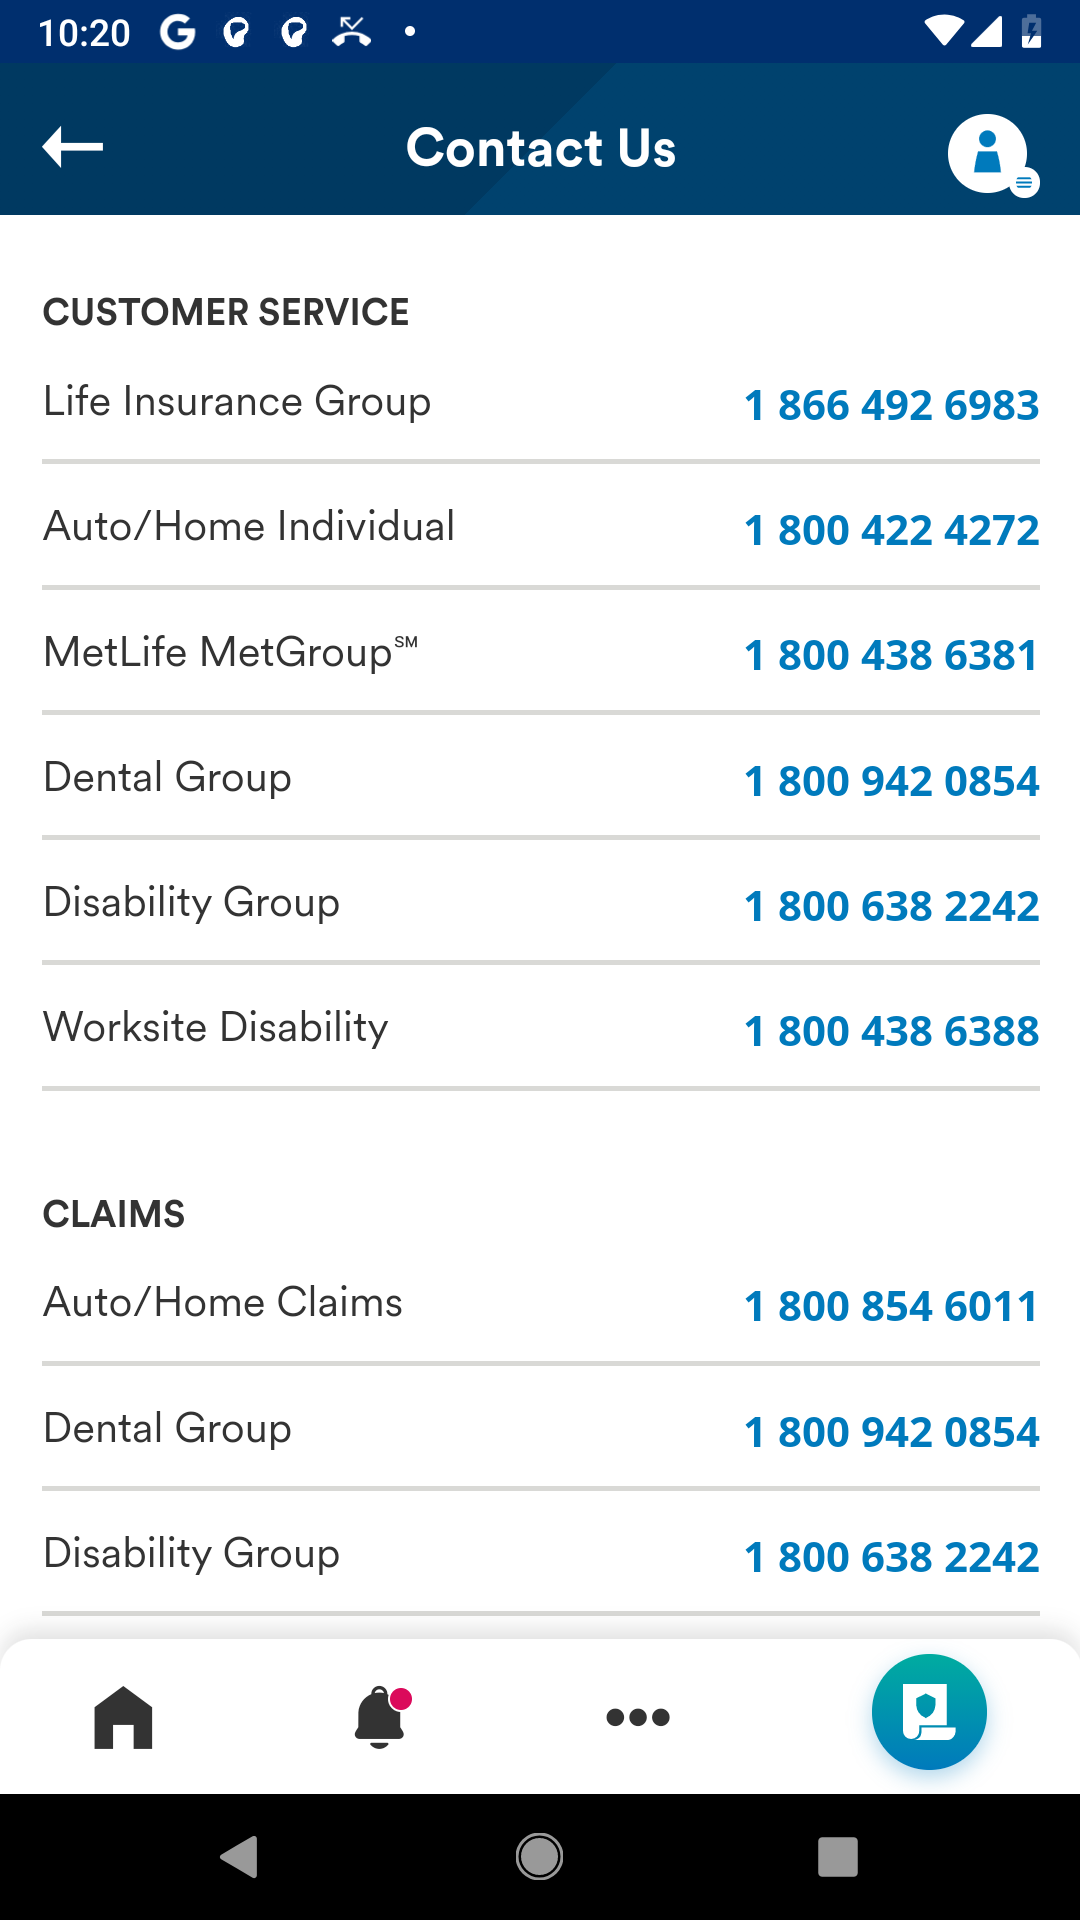 10:20
Contact Us
CUSTOMER SERVICE
Life Insurance Group 1 866 492 6983
Auto/Home Individual 1 800 422 4272
MetLife MetGroup℠ 1 800 438 6381
Dental Group 1 800 942 0854
Disability Group 1 800 638 2242
Worksite Disability 1 800 438 6388
CLAIMS
Auto/Home Claims 1 800 854 6011
Dental Group 1 800 942 0854
Disability Group 1 800 638 2242